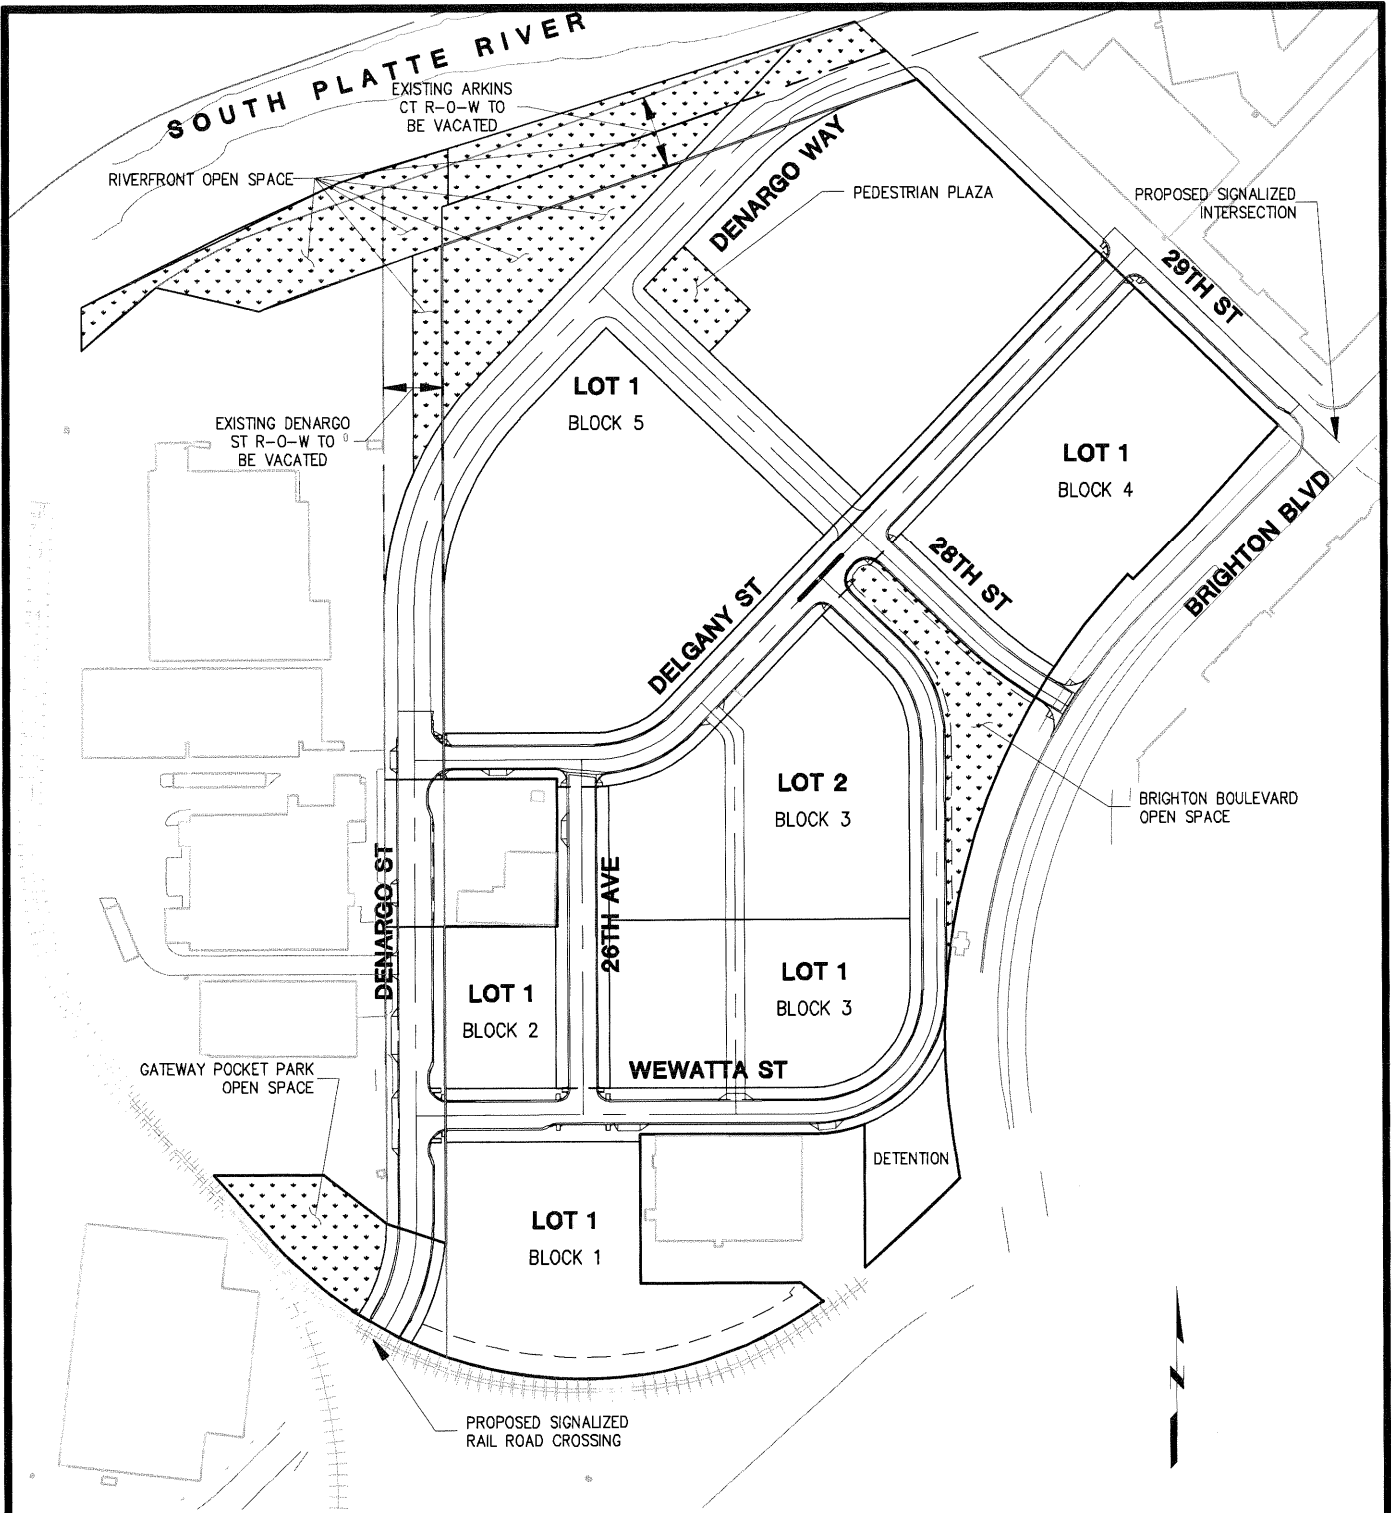 SOUTH PLATTE RIVER
EXISTING ARKINS
CT R-O-W TO
BE VACATED
RIVERFRONT OPEN SPACE
DENARGO WAY
PEDESTRIAN PLAZA
PROPOSED SIGNALIZED
INTERSECTION
29TH ST
LOT 1
BLOCK 5
EXISTING DENARGO
ST R-O-W TO
BE VACATED
LOT 1
BLOCK 4
BRIGHTON BLVD
28TH ST
DELGANY ST
LOT 2
BLOCK 3
BRIGHTON BOULEVARD
OPEN SPACE
DENARGO ST
26TH AVE
LOT 1
BLOCK 2
LOT 1
BLOCK 3
WEWATTA ST
GATEWAY POCKET PARK
OPEN SPACE
DETENTION
LOT 1
BLOCK 1
PROPOSED SIGNALIZED
RAIL ROAD CROSSING
N